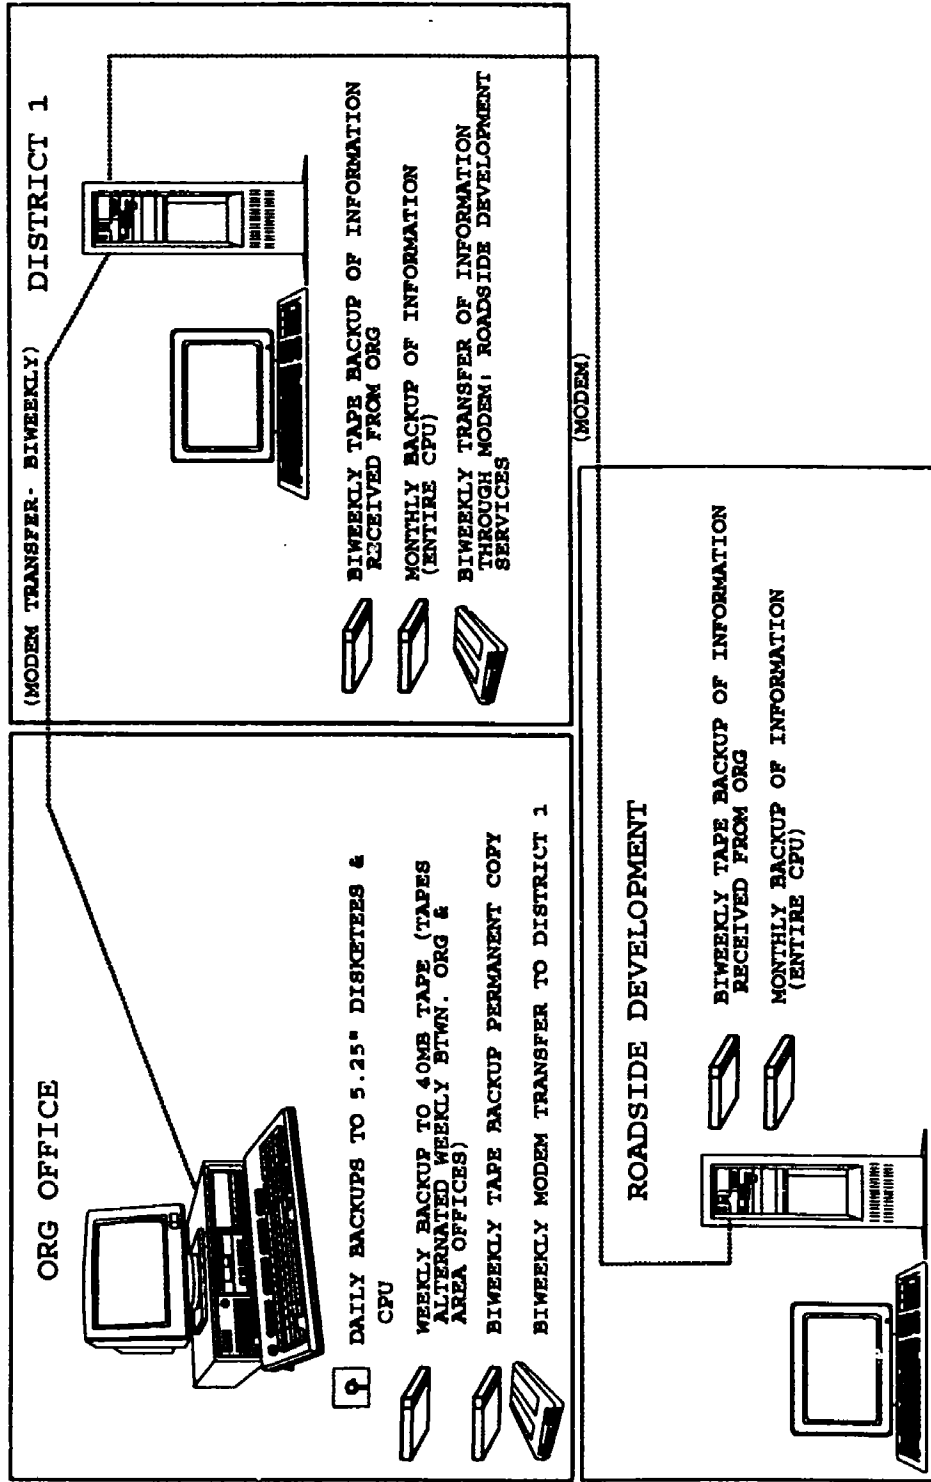 ORG OFFICE
DAILY BACKUPS TO 5.25" DISKETEES &
CPU
WEEKLY BACKUP TO 40MB TAPE (TAPES
ALTERNATED WEEKLY BTWN. ORG &
AREA OFFICES)
BIWEEKLY TAPE BACKUP PERMANENT COPY
BIWEEKLY MODEM TRANSFER TO DISTRICT 1
(MODEM TRANSFER- BIWEEKLY)
DISTRICT 1
BIWEEKLY TAPE BACKUP OF INFORMATION
RECEIVED FROM ORG
MONTHLY BACKUP OF INFORMATION
(ENTIRE CPU)
BIWEEKLY TRANSFER OF INFORMATION
THROUGH MODEM: ROADSIDE DEVELOPMENT
SERVICES
(MODEM)
ROADSIDE DEVELOPMENT
BIWEEKLY TAPE BACKUP OF INFORMATION
RECEIVED FROM ORG
MONTHLY BACKUP OF INFORMATION
(ENTIRE CPU)